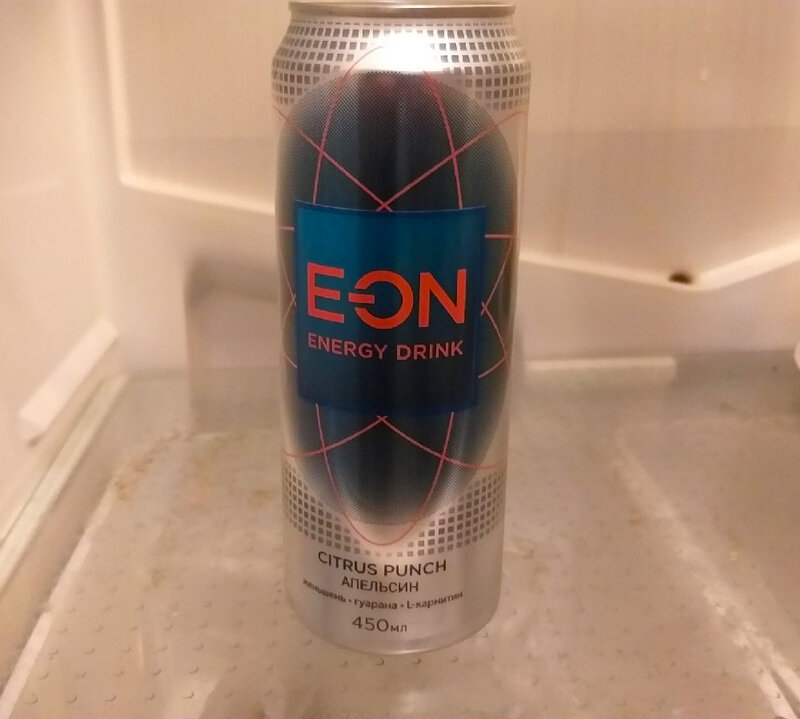 E-ON
ENERGY DRINK
CITRUS PUNCH
АПЕЛЬСИН
женьшень • гуарана • L-карнитин
450мл